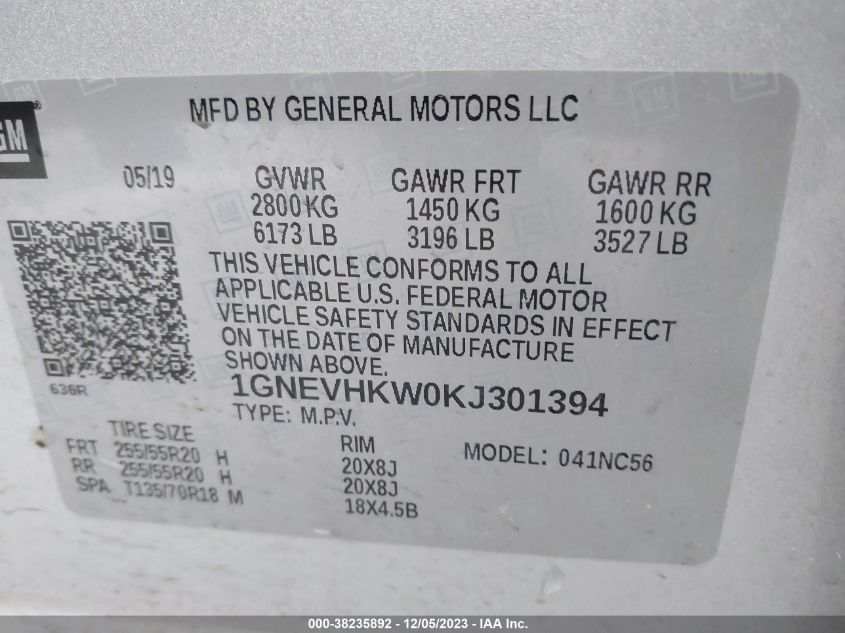 MFD BY GENERAL MOTORS LLC
GM
05/19 GVWR GAWR FRT GAWR RR
2800 KG 1450 KG 1600 KG
6173 LB 3196 LB 3527 LB
THIS VEHICLE CONFORMS TO ALL
APPLICABLE U.S. FEDERAL MOTOR
VEHICLE SAFETY STANDARDS IN EFFECT
ON THE DATE OF MANUFACTURE
SHOWN ABOVE.
636R
1GNEVHKW0KJ301394
TYPE: M.P.V.
TIRE SIZE RIM MODEL: 041NC56
FRT 255/55R20 H 20X8J
RR 255/55R20 H 20X8J
SPA T135/70R18 M 18X4.5B
000-38235892 - 12/05/2023 - IAA Inc.